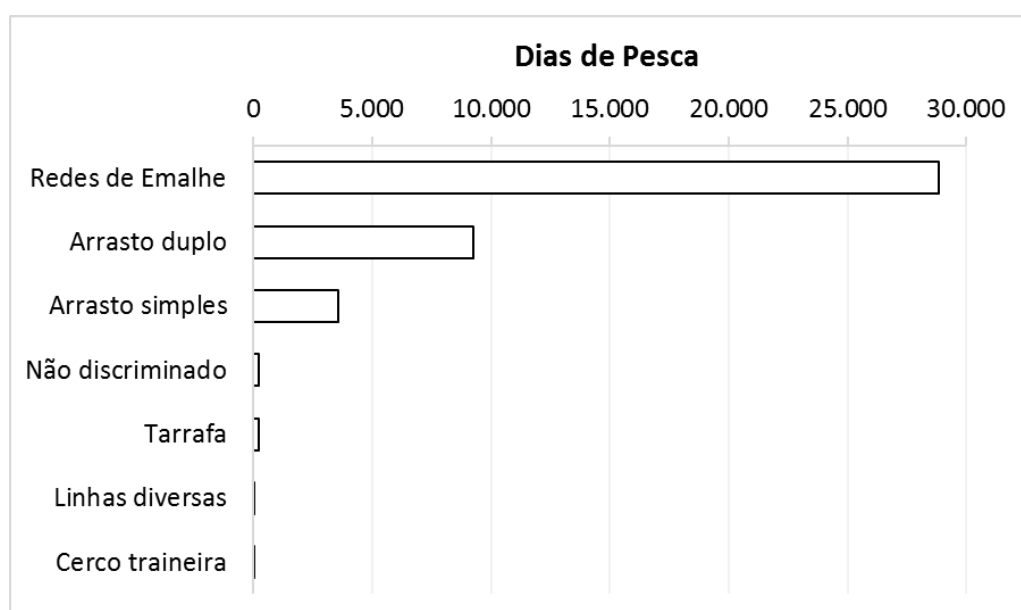 Dias de Pesca
0 5.000 10.000 15.000 20.000 25.000 30.000
Redes de Emalhe
Arrasto duplo
Arrasto simples
Não discriminado
Tarrafa
Linhas diversas
Cerco traineira